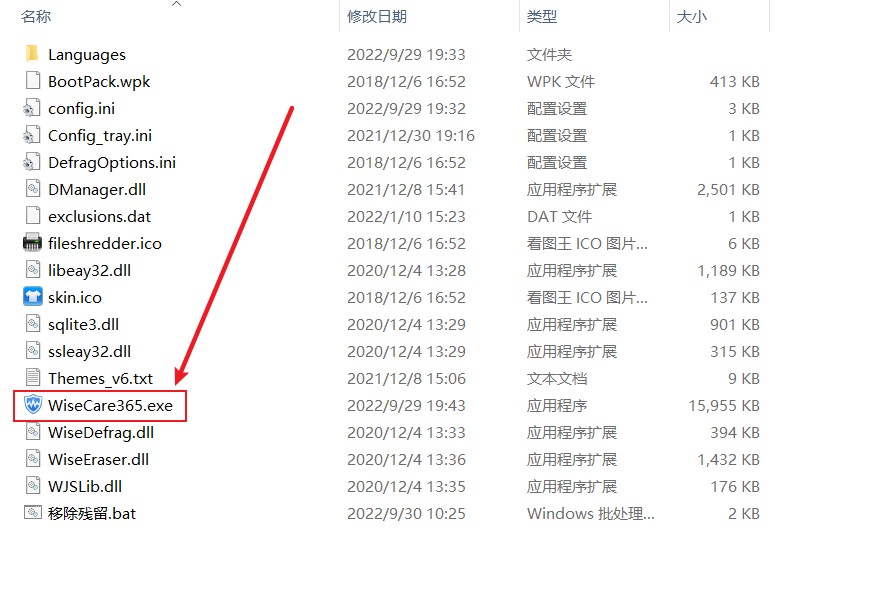 名称 修改日期 类型 大小
Languages 2022/9/29 19:33 文件夹
BootPack.wpk 2018/12/6 16:52 WPK 文件 413 KB
config.ini 2022/9/29 19:32 配置设置 3 KB
Config_tray.ini 2021/12/30 19:16 配置设置 1 KB
DefragOptions.ini 2018/12/6 16:52 配置设置 1 KB
DManager.dll 2021/12/8 15:41 应用程序扩展 2,501 KB
exclusions.dat 2022/1/10 15:23 DAT 文件 1 KB
fileshredder.ico 2018/12/6 16:52 看图王 ICO 图片... 6 KB
libeay32.dll 2020/12/4 13:28 应用程序扩展 1,189 KB
skin.ico 2018/12/6 16:52 看图王 ICO 图片... 137 KB
sqlite3.dll 2020/12/4 13:29 应用程序扩展 901 KB
ssleay32.dll 2020/12/4 13:29 应用程序扩展 315 KB
Themes_v6.txt 2021/12/8 15:06 文本文档 9 KB
WiseCare365.exe 2022/9/29 19:43 应用程序 15,955 KB
WiseDefrag.dll 2020/12/4 13:33 应用程序扩展 394 KB
WiseEraser.dll 2020/12/4 13:36 应用程序扩展 1,432 KB
WJSLib.dll 2020/12/4 13:35 应用程序扩展 176 KB
移除残留.bat 2022/9/30 10:25 Windows 批处理... 2 KB